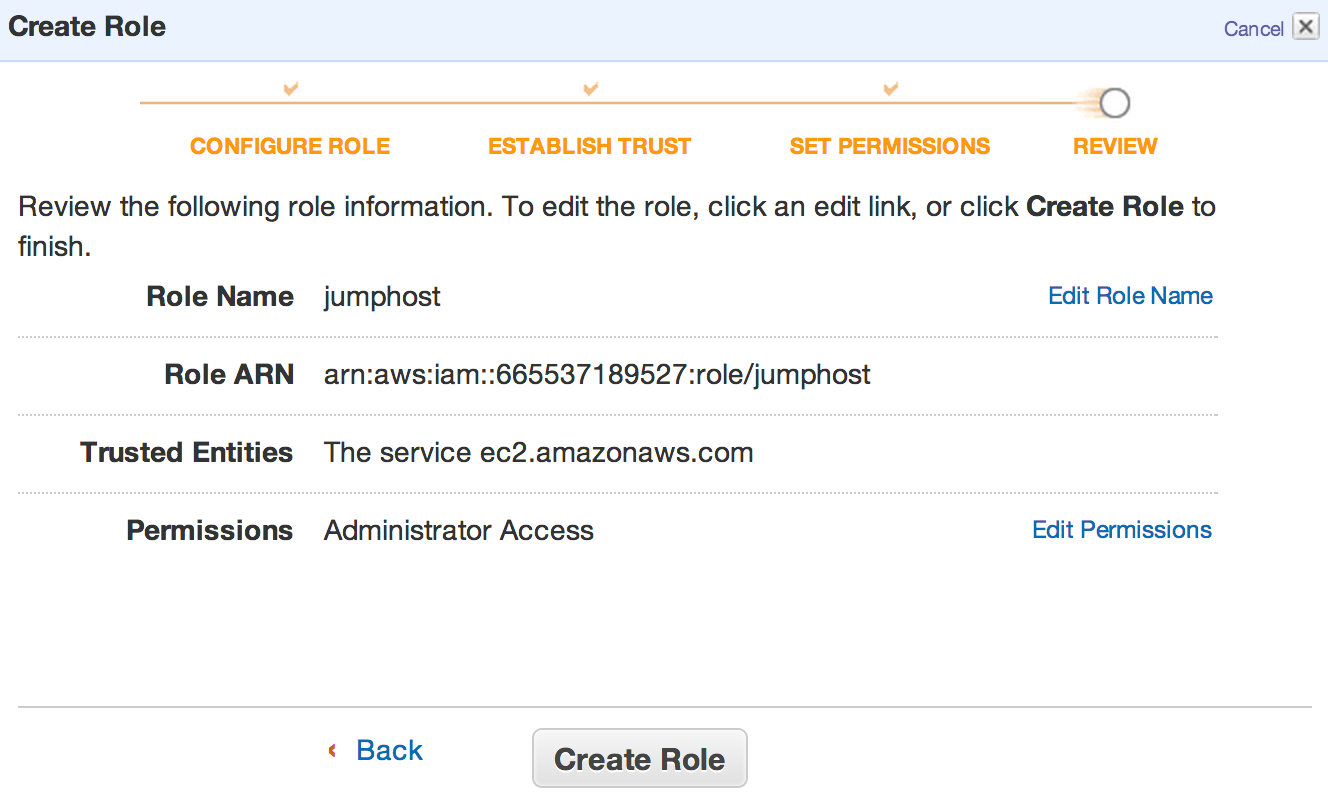 Create Role
Cancel
CONFIGURE ROLE ESTABLISH TRUST SET PERMISSIONS REVIEW
Review the following role information. To edit the role, click an edit link, or click Create Role to
finish.
Role Name jumphost Edit Role Name
Role ARN arn:aws:iam::665537189527:role/jumphost
Trusted Entities The service ec2.amazonaws.com
Permissions Administrator Access Edit Permissions
Back Create Role